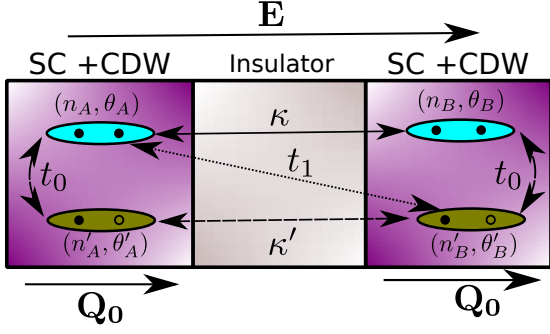 E
SC +CDW Insulator SC +CDW
(n_A, θ_A) κ (n_B, θ_B)
t_0 t_1 t_0
(n'_A, θ'_A) κ' (n'_B, θ'_B)
Q_0 Q_0